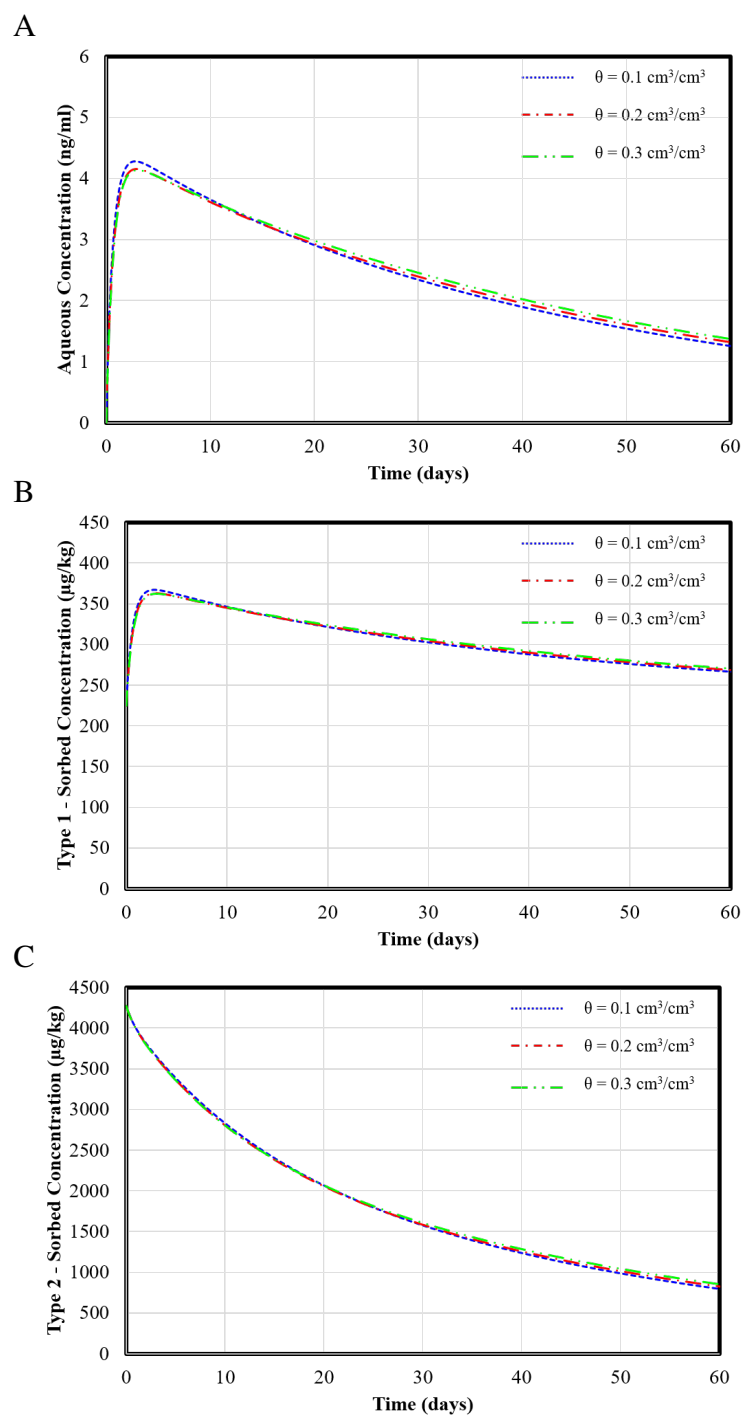 A
Aqueous Concentration (ng/ml)
6
5
4
3
2
1
0
θ = 0.1 cm³/cm³
θ = 0.2 cm³/cm³
θ = 0.3 cm³/cm³
0 10 20 30 40 50 60
Time (days)
B
Type 1 - Sorbed Concentration (µg/kg)
450
400
350
300
250
200
150
100
50
0
θ = 0.1 cm³/cm³
θ = 0.2 cm³/cm³
θ = 0.3 cm³/cm³
0 10 20 30 40 50 60
Time (days)
C
Type 2 - Sorbed Concentration (µg/kg)
4500
4000
3500
3000
2500
2000
1500
1000
500
0
θ = 0.1 cm³/cm³
θ = 0.2 cm³/cm³
θ = 0.3 cm³/cm³
0 10 20 30 40 50 60
Time (days)